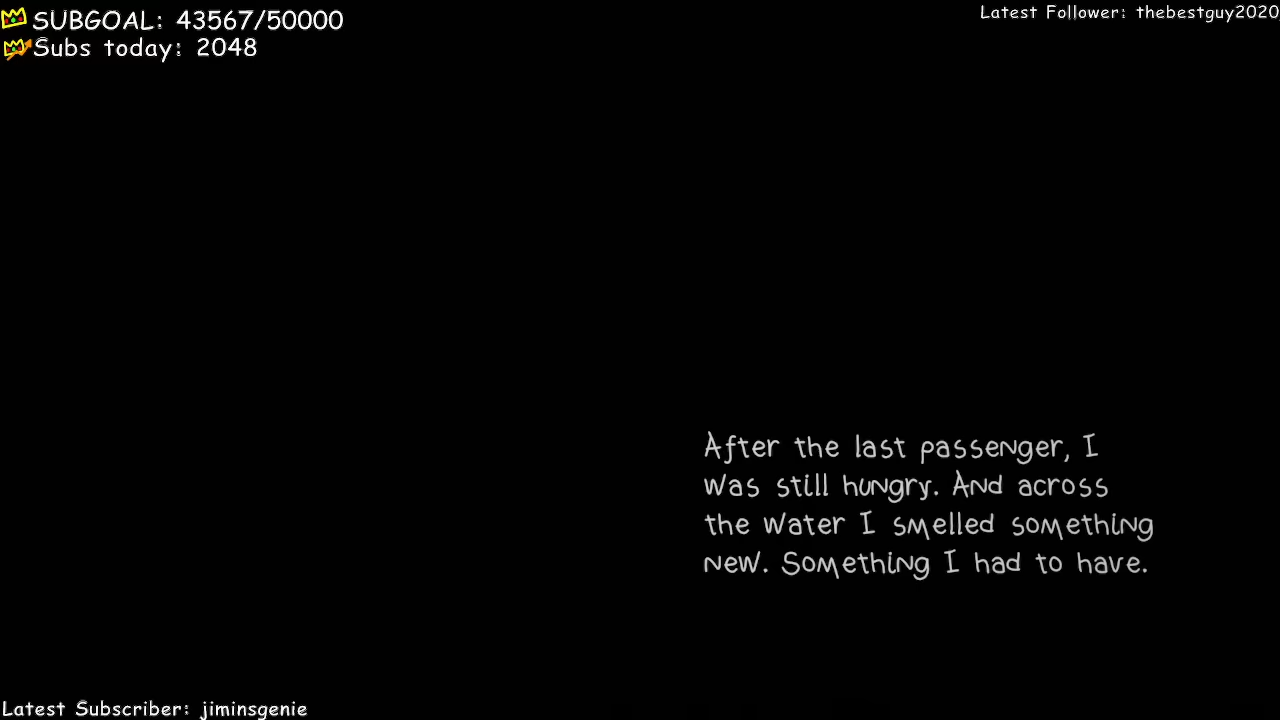 SUBGOAL: 43567/50000
Subs today: 2048
Latest Follower: thebestguy2020
After the last passenger, I
was still hungry. And across
the water I smelled something
new. Something I had to have.
Latest Subscriber: jiminsgenie